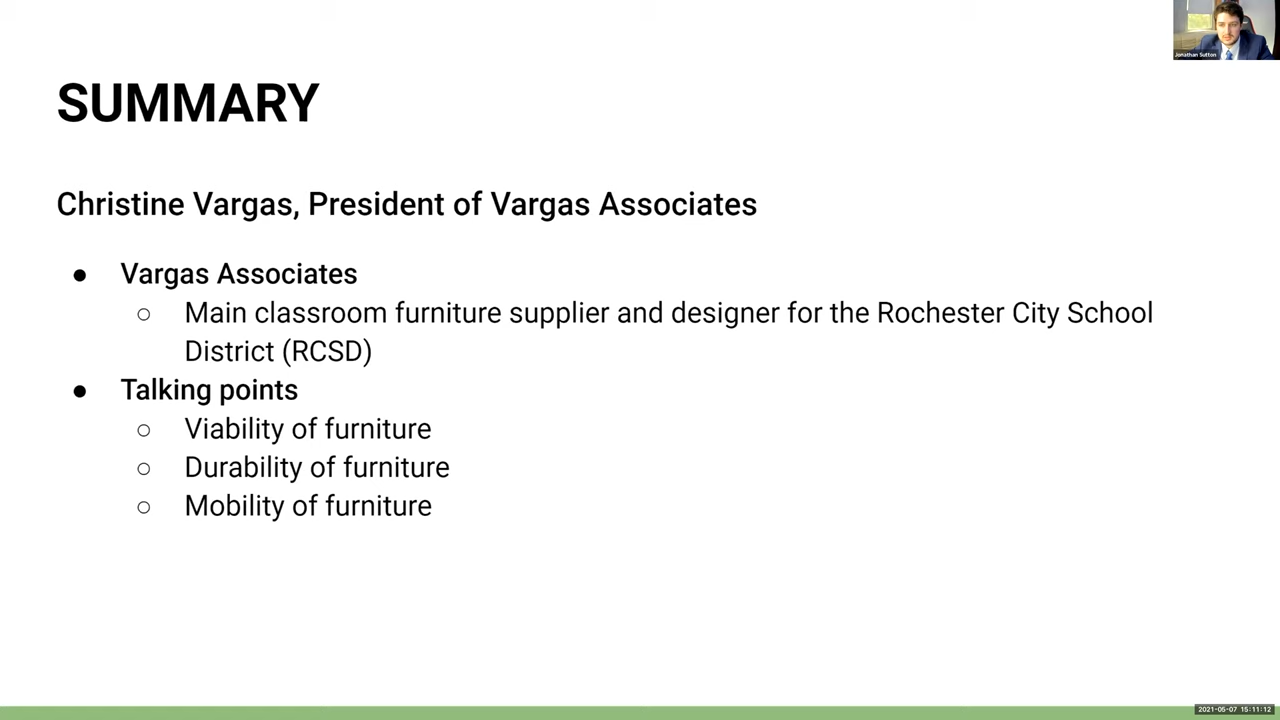 Jonathan Sutton
SUMMARY
Christine Vargas, President of Vargas Associates
● Vargas Associates
○ Main classroom furniture supplier and designer for the Rochester City School
District (RCSD)
● Talking points
○ Viability of furniture
○ Durability of furniture
○ Mobility of furniture
2021-05-07 15:11:12